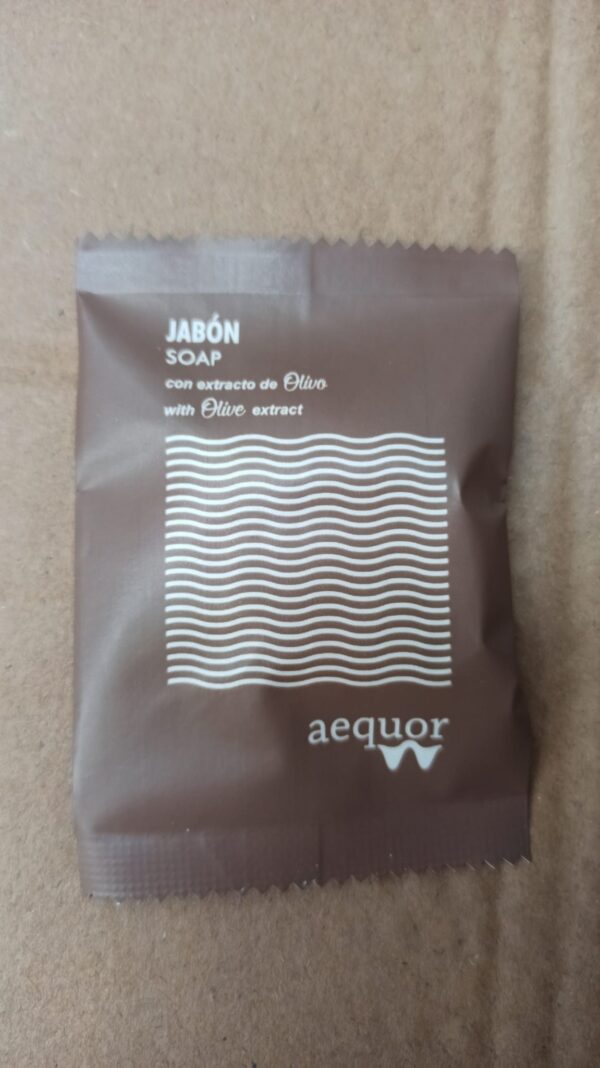 JABÓN
SOAP
con extracto de Olivo
with Olive extract
aequor